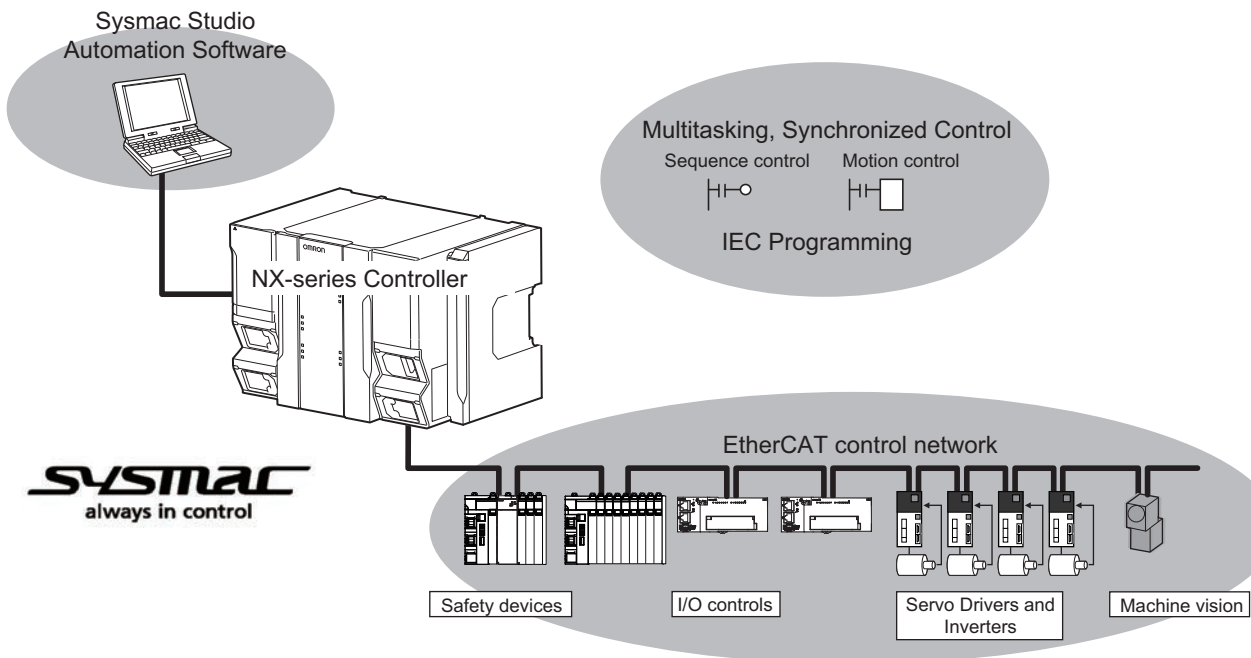 Sysmac Studio
Automation Software
Multitasking, Synchronized Control
Sequence control
Motion control
IEC Programming
OMRON
NX-series Controller
EtherCAT control network
sysmac
always in control
Safety devices
I/O controls
Servo Drivers and
Inverters
Machine vision